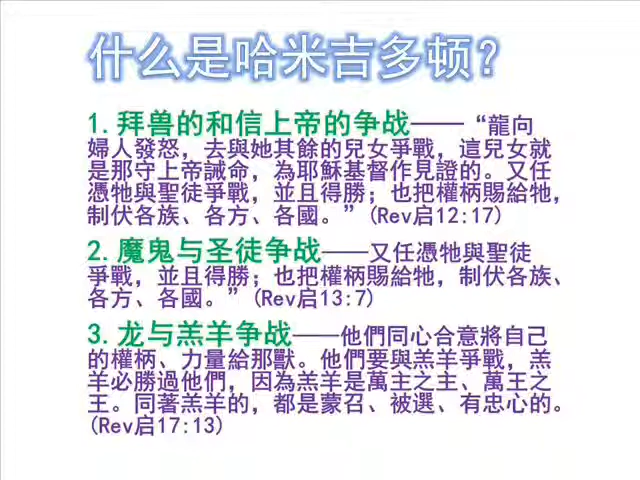 什么是哈米吉多顿？
1.拜兽的和信上帝的争战——“龍向
婦人發怒，去與她其餘的兒女爭戰，這兒女就
是那守上帝誡命，為耶穌基督作見證的。又任
憑牠與聖徒爭戰，並且得勝；也把權柄賜給牠，
制伏各族、各方、各國。”(Rev启12:17)
2.魔鬼与圣徒争战——又任憑牠與聖徒
爭戰，並且得勝；也把權柄賜給牠，制伏各族、
各方、各國。”(Rev启13:7)
3.龙与羔羊争战——他們同心合意將自己
的權柄、力量給那獸。他們要與羔羊爭戰，羔
羊必勝過他們，因為羔羊是萬主之主、萬王之
王。同著羔羊的，都是蒙召、被選、有忠心的。
(Rev启17:13)